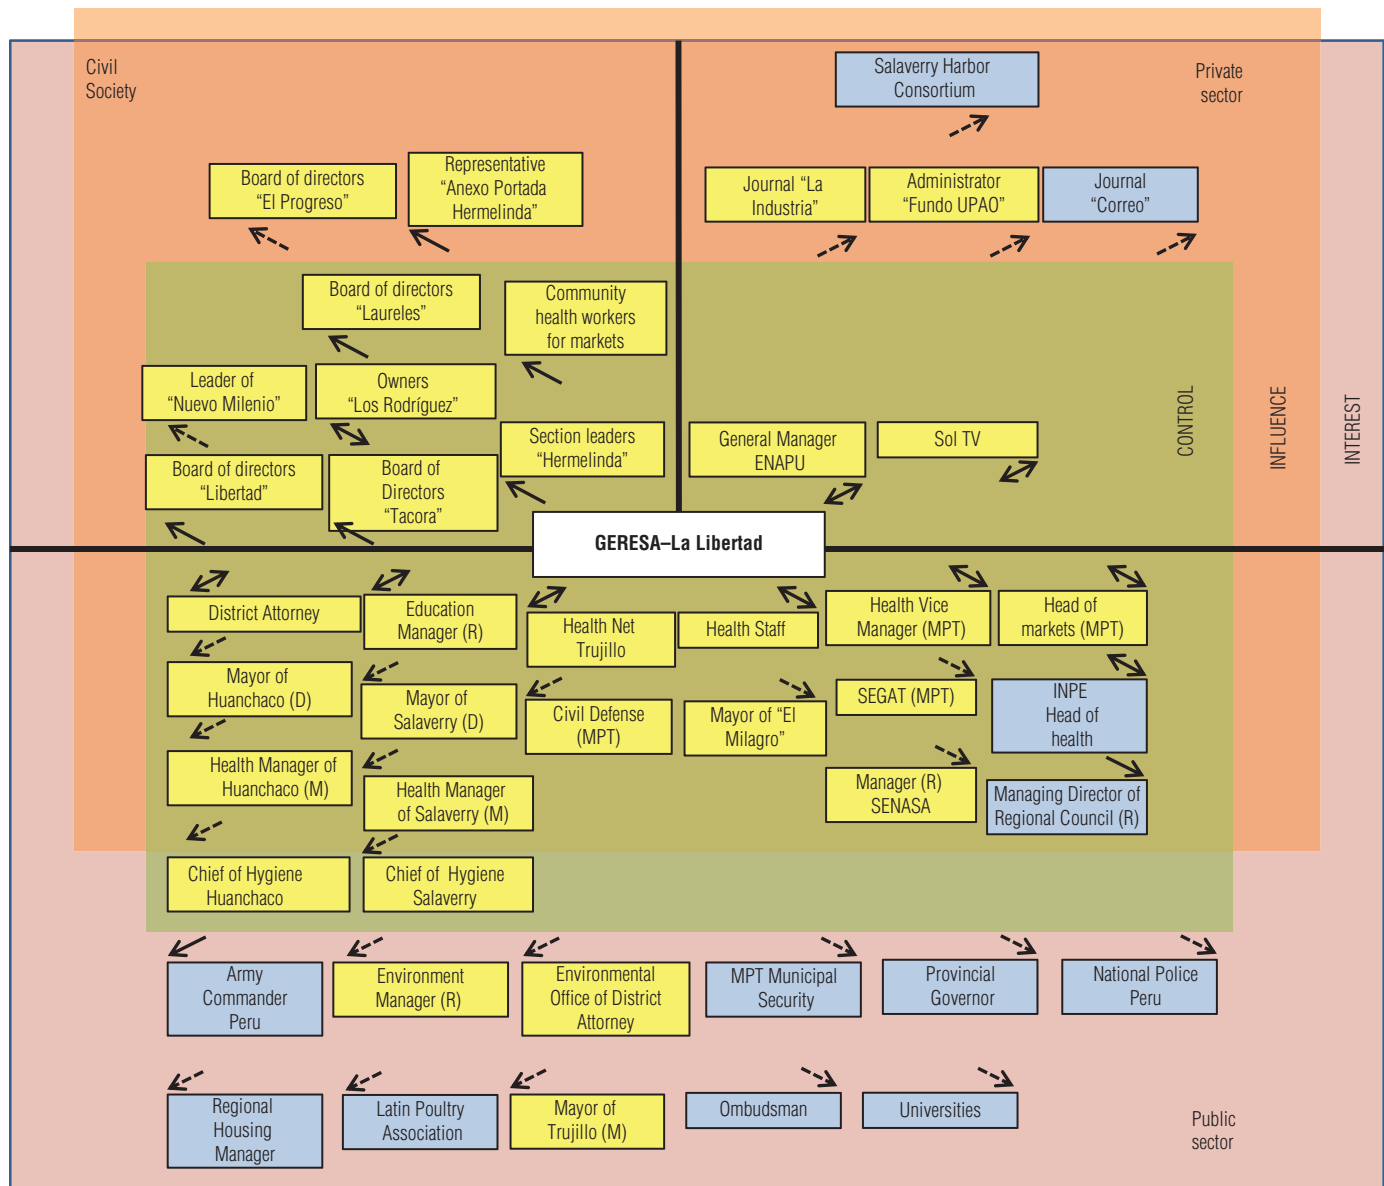 Civil
Society
Salaverry Harbor
Consortium
Private
sector
Board of directors
“El Progreso”
Representative
“Anexo Portada
Hermelinda”
Journal “La
Industria”
Administrator
“Fundo UPAO”
Journal
“Correo”
Board of directors
“Laureles”
Community
health workers
for markets
Leader of
“Nuevo Milenio”
Owners
“Los Rodríguez”
Section leaders
“Hermelinda”
General Manager
ENAPU
Sol TV
CONTROL
INFLUENCE
INTEREST
Board of directors
“Libertad”
Board of
Directors
“Tacora”
GERESA–La Libertad
District Attorney
Education
Manager (R)
Health Net
Trujillo
Health Staff
Health Vice
Manager (MPT)
Head of
markets (MPT)
Mayor of
Huanchaco (D)
Mayor of
Salaverry (D)
Civil Defense
(MPT)
Mayor of “El
Milagro”
SEGAT (MPT)
INPE
Head of
health
Health Manager of
Huanchaco (M)
Health Manager
of Salaverry (M)
Manager (R)
SENASA
Managing Director of
Regional Council (R)
Chief of Hygiene
Huanchaco
Chief of Hygiene
Salaverry
Army
Commander
Peru
Environment
Manager (R)
Environmental
Office of District
Attorney
MPT Municipal
Security
Provincial
Governor
National Police
Peru
Regional
Housing
Manager
Latin Poultry
Association
Mayor of
Trujillo (M)
Ombudsman
Universities
Public
sector